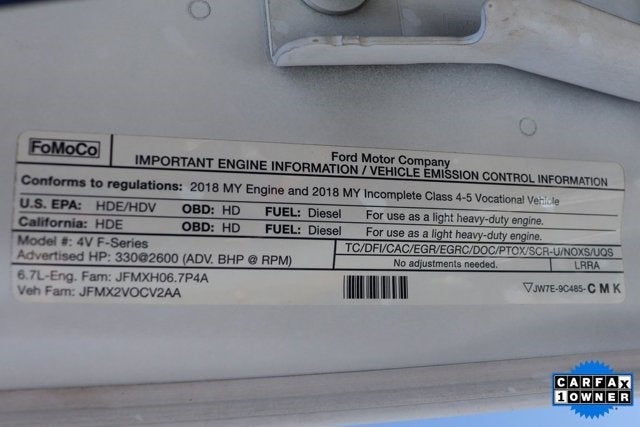 FoMoCo
Ford Motor Company
IMPORTANT ENGINE INFORMATION / VEHICLE EMISSION CONTROL INFORMATION
Conforms to regulations: 2018 MY Engine and 2018 MY Incomplete Class 4-5 Vocational Vehicle
U.S. EPA: HDE/HDV OBD: HD FUEL: Diesel For use as a light heavy-duty engine.
California: HDE OBD: HD FUEL: Diesel For use as a light heavy-duty engine.
Model #: 4V F-Series TC/DFI/CAC/EGR/EGRC/DOC/PTOX/SCR-U/NOXS/UQS
Advertised HP: 330@2600 (ADV. BHP @ RPM) No adjustments needed. LRRA
6.7L-Eng. Fam: JFMXH06.7P4A
Veh Fam: JFMX2VOCV2AA JW7E-9C485- C M K
CARFAX
1 OWNER